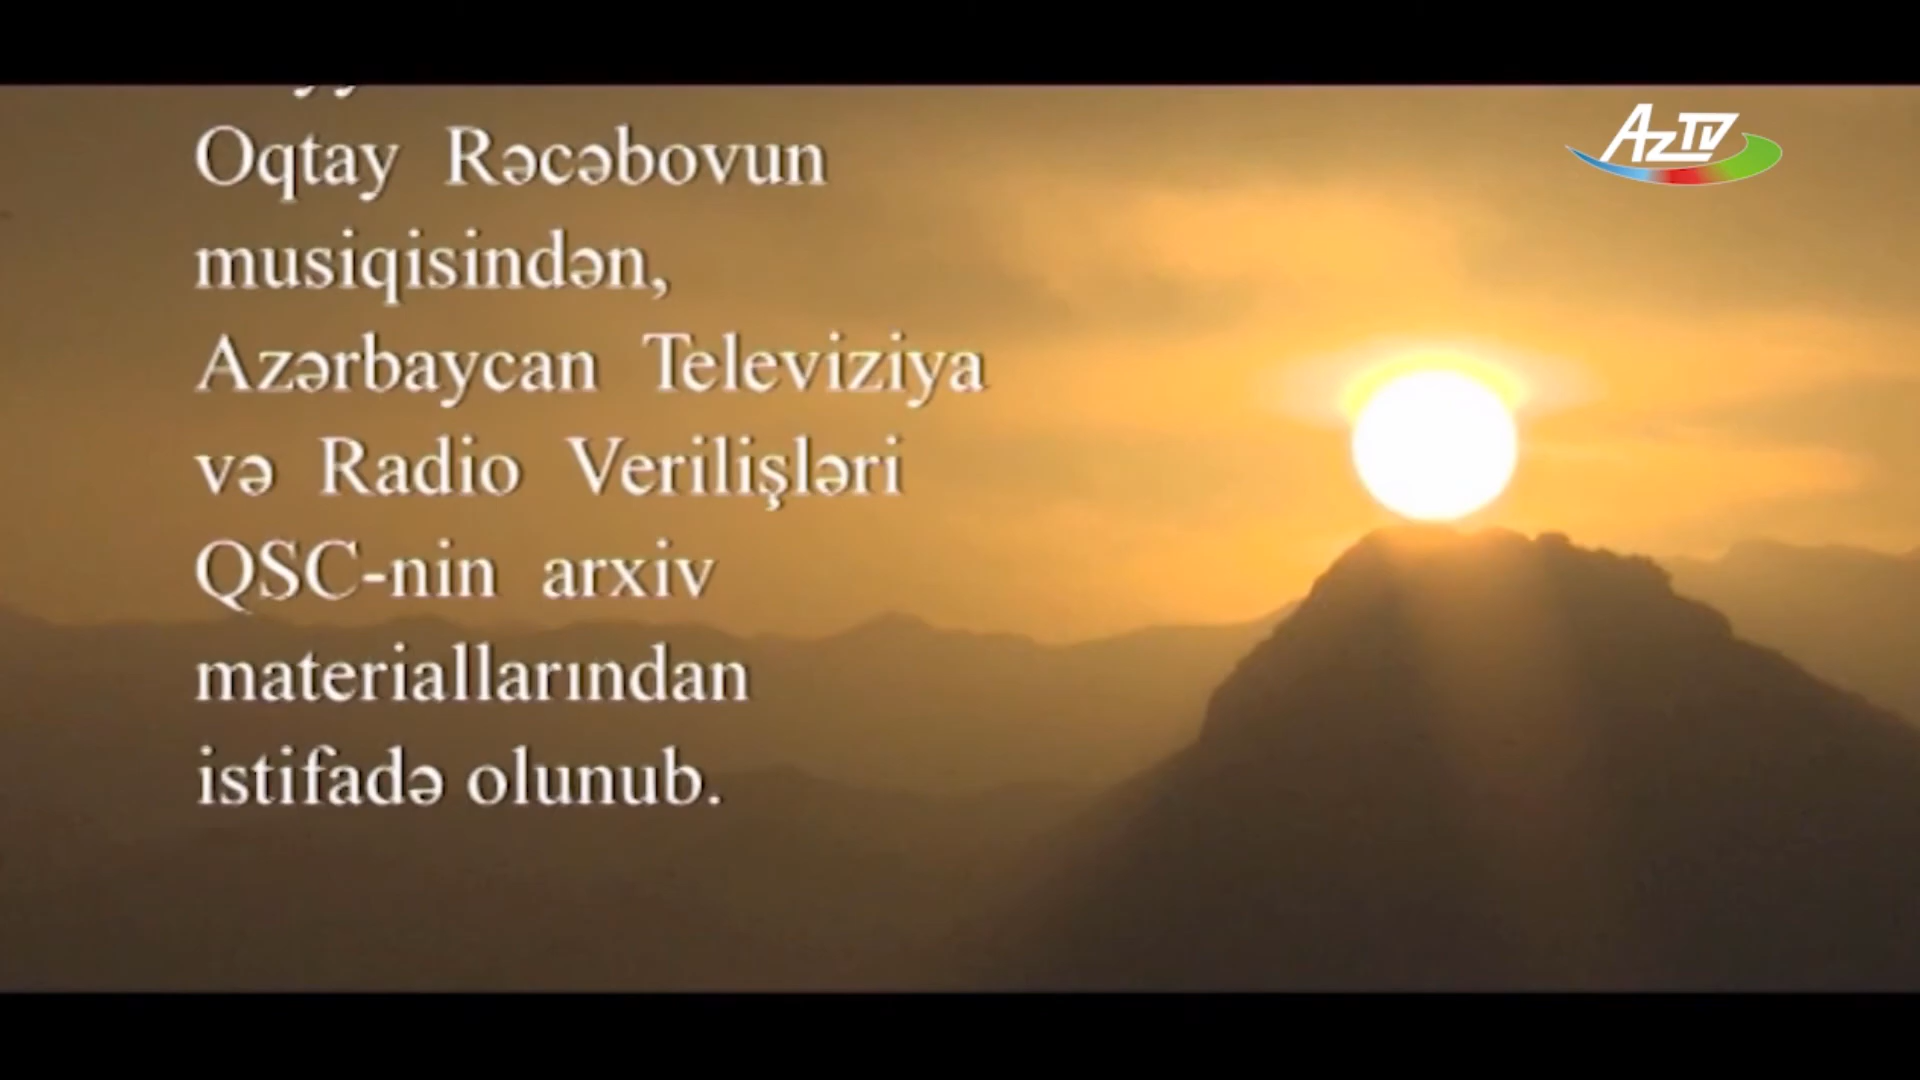 AzTV
Oqtay Rəcəbovun
musiqisindən,
Azərbaycan Televiziya
və Radio Verilişləri
QSC-nin arxiv
materiallarından
istifadə olunub.